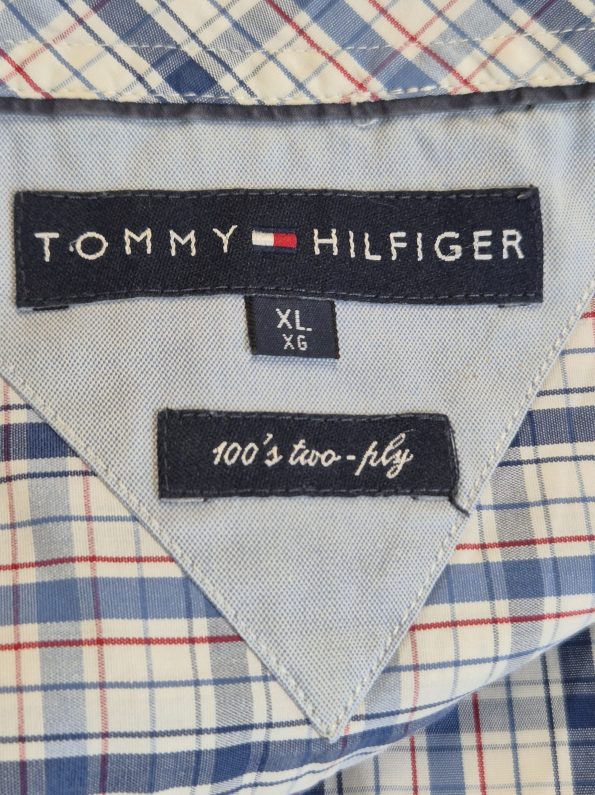 TOMMY HILFIGER
XL
XG
100's two-ply